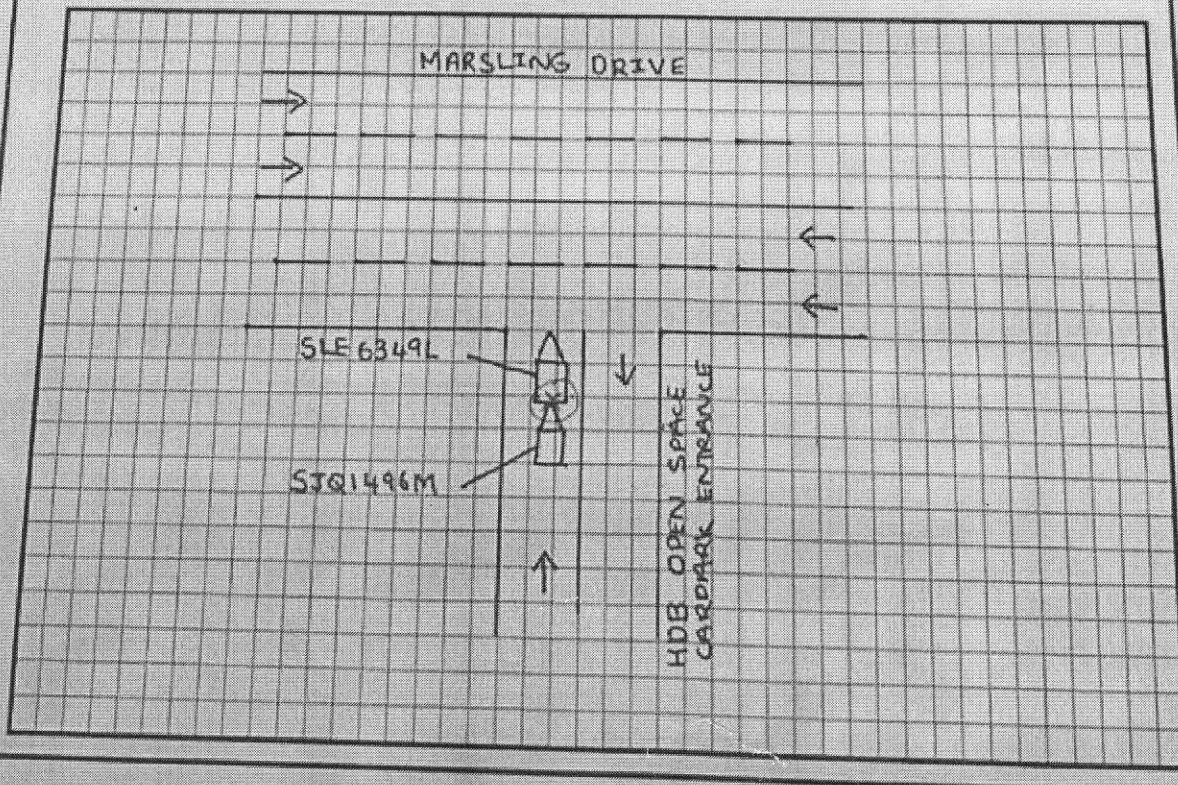 MARSLING DRIVE
SLE6349L
SJQ1496M
HDB OPEN SPACE
CARPARK ENTRANCE